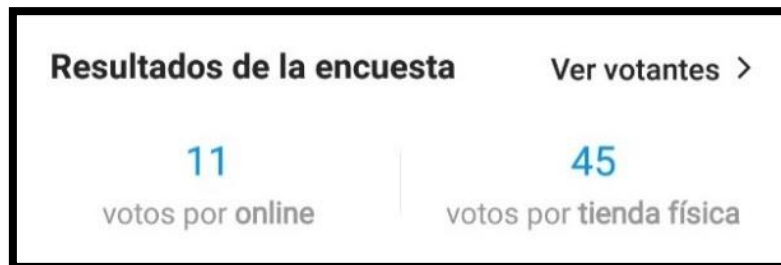 Resultados de la encuesta
Ver votantes >
11
votos por online
45
votos por tienda física